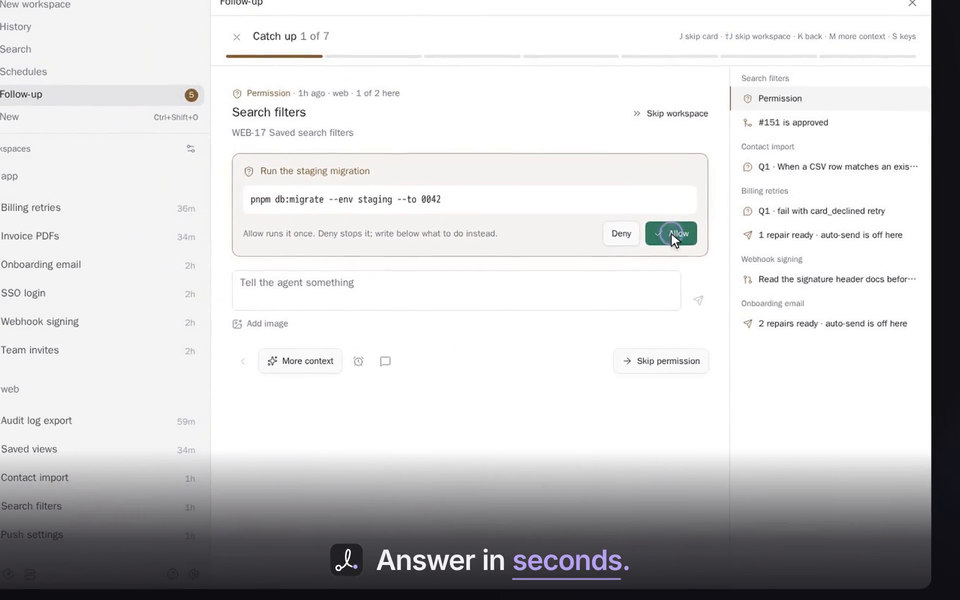 New workspace
History
Search
Schedules
Follow-up 5
New Ctrl+Shift+O
app
Billing retries 36m
Invoice PDFs 34m
Onboarding email 2h
SSO login 2h
Webhook signing 2h
Team invites 2h
web
Audit log export 59m
Saved views 34m
Contact import 1h
Search filters 1h
Push settings 1h
Follow-up
Catch up 1 of 7
J skip card · ⇧J skip workspace · K back · M more context · S keys
Permission · 1h ago · web · 1 of 2 here
Search filters
Skip workspace
WEB-17 Saved search filters
Run the staging migration
pnpm db:migrate --env staging --to 0042
Allow runs it once. Deny stops it; write below what to do instead.
Deny
Allow
Tell the agent something
Add image
More context
Skip permission
Search filters
Permission
#151 is approved
Contact import
Q1 · When a CSV row matches an exis···
Billing retries
Q1 · fail with card_declined retry
1 repair ready · auto-send is off here
Webhook signing
Read the signature header docs befor···
Onboarding email
2 repairs ready · auto-send is off here
Answer in seconds.